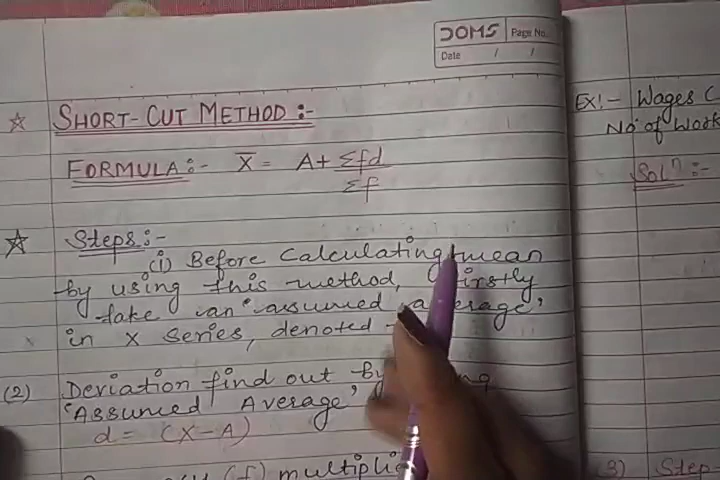 DOMS Page No.
Date / /
☆ SHORT-CUT METHOD :-
FORMULA :- X̅ = A + Σfd / Σf
☆ Steps :-
(i) Before Calculating mean
by using this method, firstly
take an 'assumed average'
in X series, denoted
(2) Deviation find out by
'Assumed Average'
d = (X-A)
(f) multipli
EX!- Wages
No of Work
Sol? :-
(3) Step-